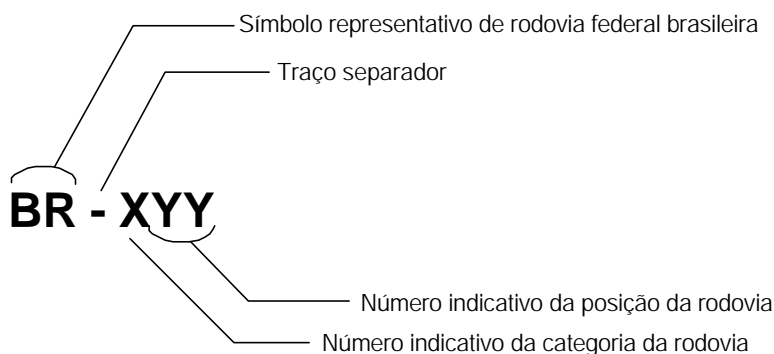 Símbolo representativo de rodovia federal brasileira
Traço separador
BR - XYY
Número indicativo da posição da rodovia
Número indicativo da categoria da rodovia